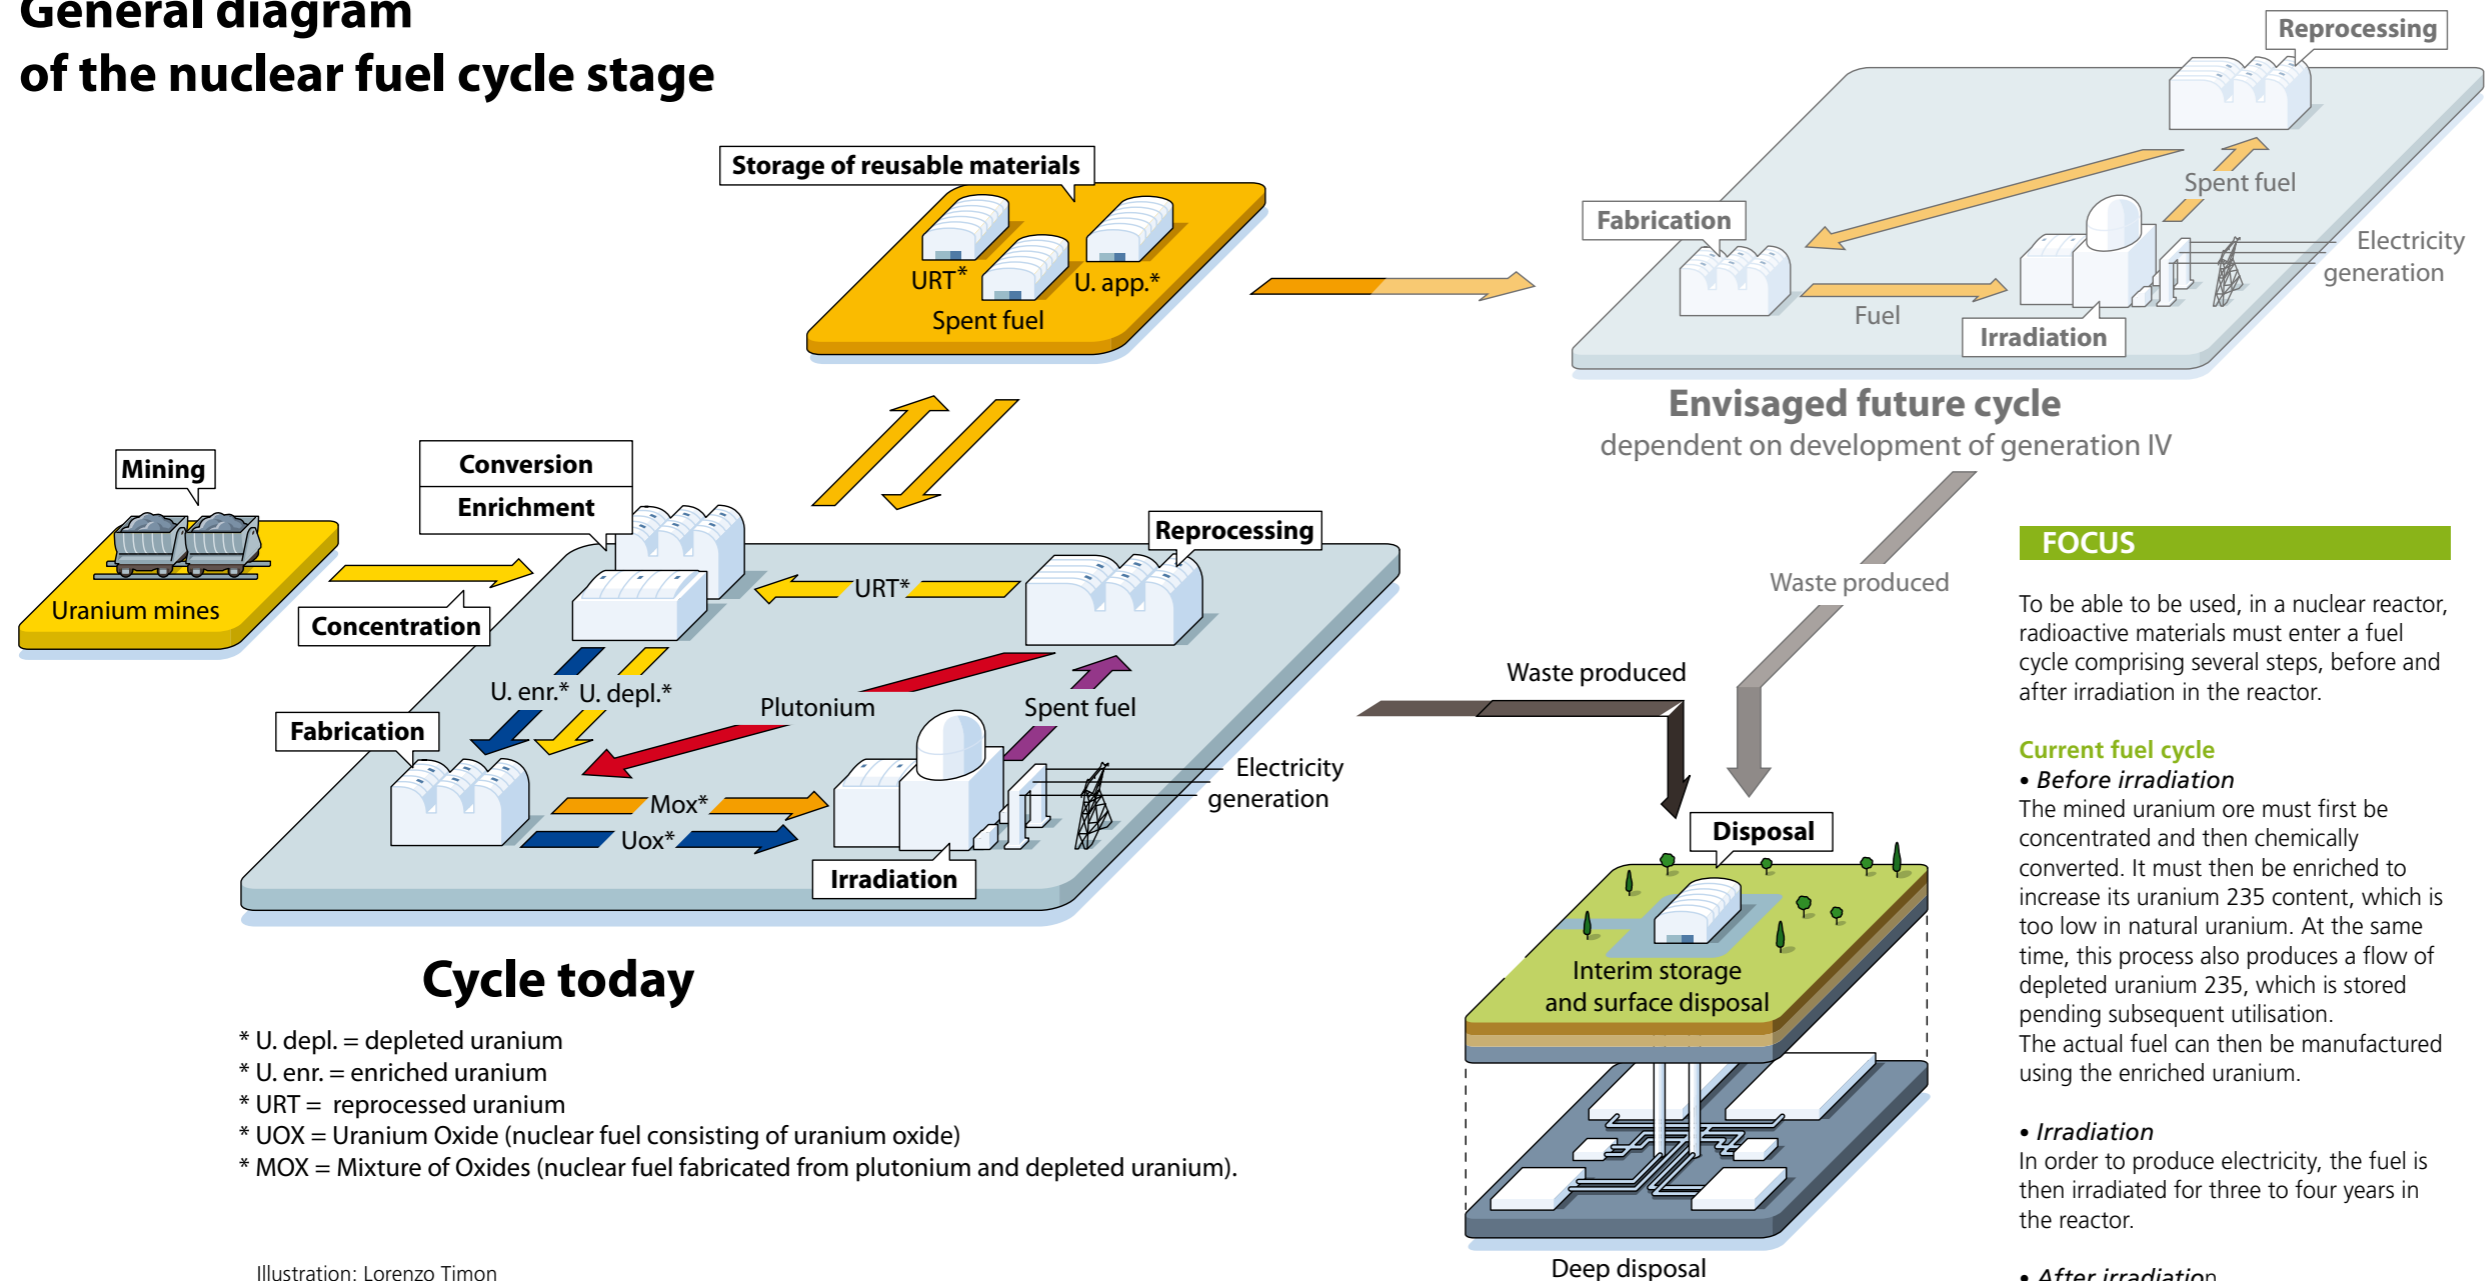 General diagram
of the nuclear fuel cycle stage
Reprocessing
Storage of reusable materials
Spent fuel
Fabrication
Electricity
generation
URT*
U. app.*
Spent fuel
Fuel
Irradiation
Envisaged future cycle
dependent on development of generation IV
Mining
Conversion
Enrichment
Reprocessing
Uranium mines
Concentration
URT*
Waste produced
Waste produced
U. enr.*
U. depl.*
Plutonium
Spent fuel
Fabrication
Electricity
generation
Mox*
Uox*
Irradiation
Disposal
Interim storage
and surface disposal
Deep disposal
Cycle today
* U. depl. = depleted uranium
* U. enr. = enriched uranium
* URT = reprocessed uranium
* UOX = Uranium Oxide (nuclear fuel consisting of uranium oxide)
* MOX = Mixture of Oxides (nuclear fuel fabricated from plutonium and depleted uranium).
Illustration: Lorenzo Timon
FOCUS
To be able to be used, in a nuclear reactor,
radioactive materials must enter a fuel
cycle comprising several steps, before and
after irradiation in the reactor.
Current fuel cycle
• Before irradiation
The mined uranium ore must first be
concentrated and then chemically
converted. It must then be enriched to
increase its uranium 235 content, which is
too low in natural uranium. At the same
time, this process also produces a flow of
depleted uranium 235, which is stored
pending subsequent utilisation.
The actual fuel can then be manufactured
using the enriched uranium.
• Irradiation
In order to produce electricity, the fuel is
then irradiated for three to four years in
the reactor.
• After irradiation